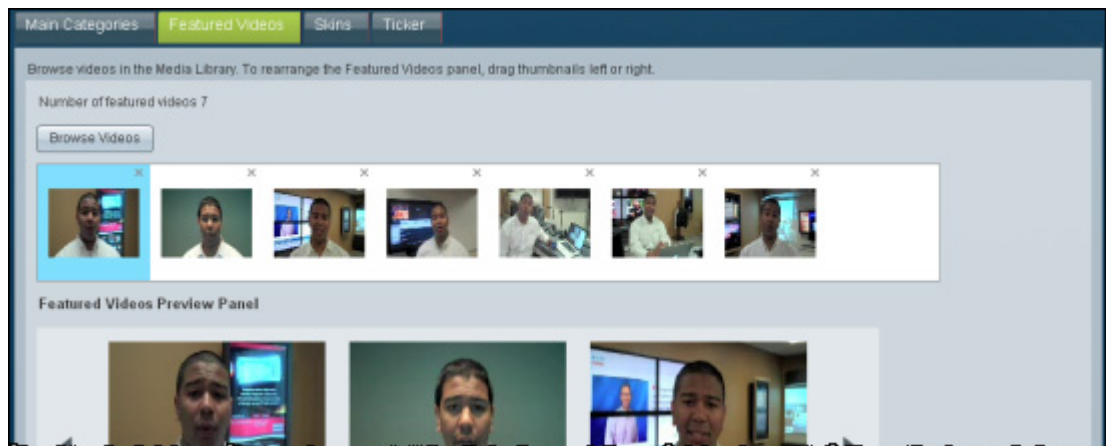 Main Categories Featured Videos Skins Ticker
Browse videos in the Media Library. To rearrange the Featured Videos panel, drag thumbnails left or right.
Number of featured videos 7
Browse Videos
Featured Videos Preview Panel